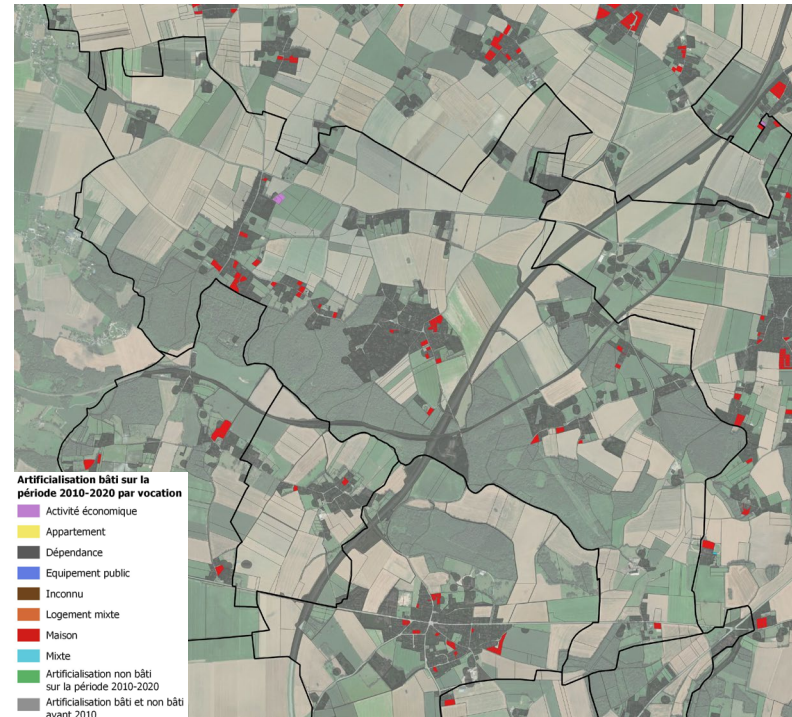 Artificialisation bâti sur la
période 2010-2020 par vocation
Activité économique
Appartement
Dépendance
Equipement public
Inconnu
Logement mixte
Maison
Mixte
Artificialisation non bâti
sur la période 2010-2020
Artificialisation bâti et non bâti
avant 2010